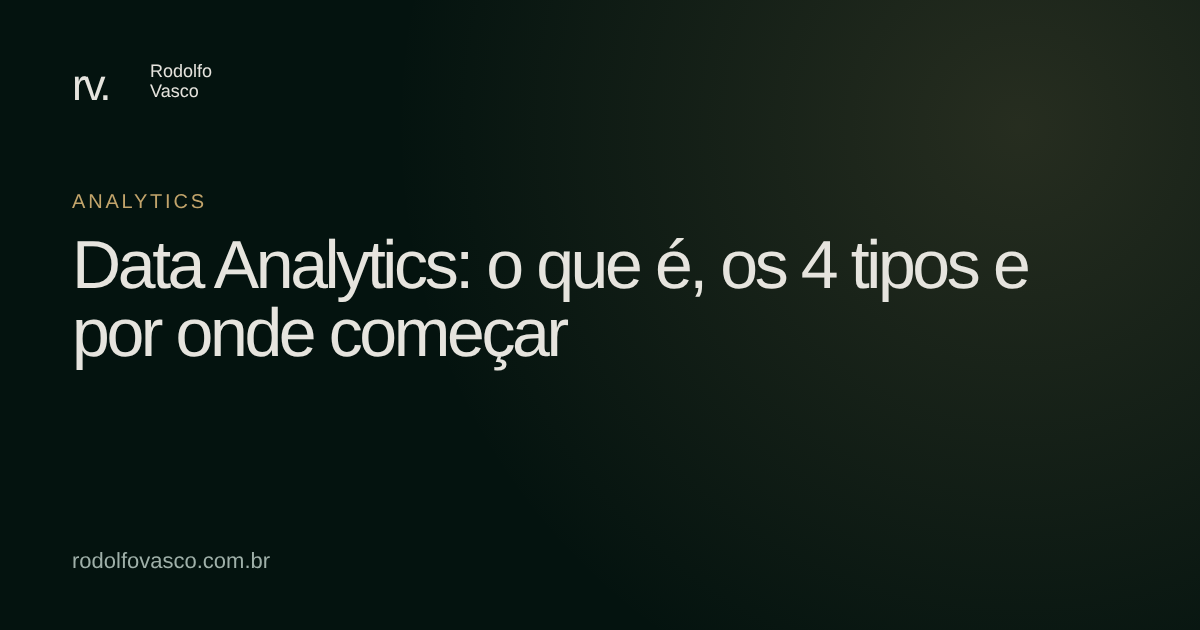 rv.
Rodolfo
Vasco
ANALYTICS
Data Analytics: o que é, os 4 tipos e
por onde começar
rodolfovasco.com.br